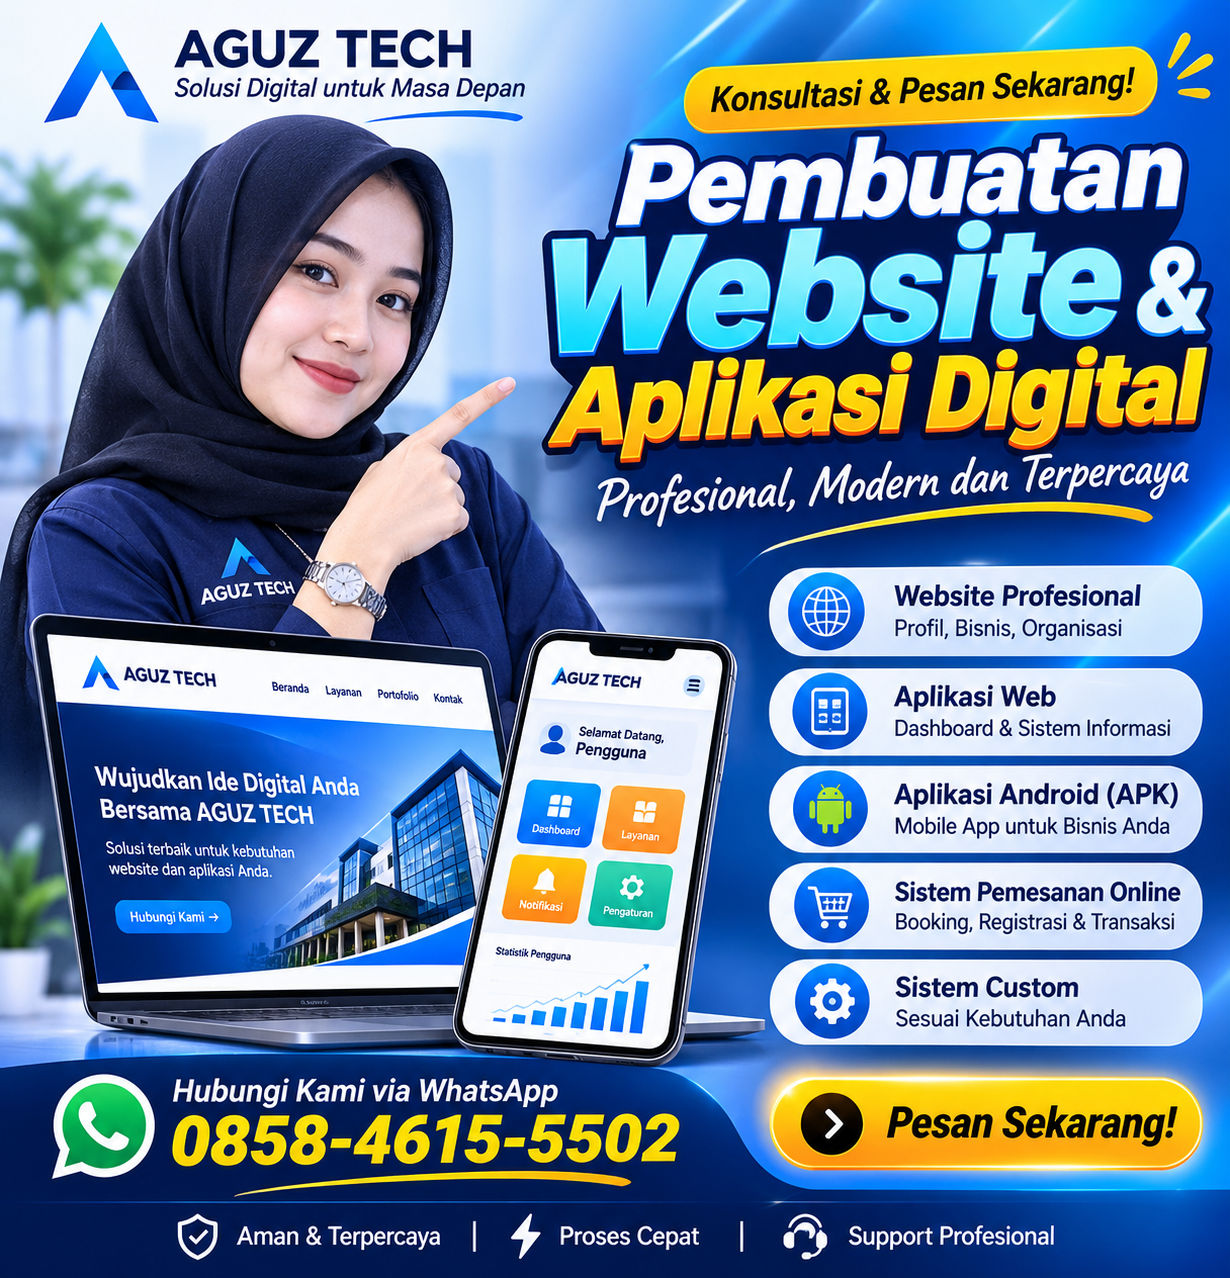 AGUZ TECH
Solusi Digital untuk Masa Depan
Konsultasi & Pesan Sekarang!
Pembuatan
Website &
Aplikasi Digital
Profesional, Modern dan Terpercaya
AGUZ TECH
AGUZ TECH
Beranda Layanan Portofolio Kontak
Wujudkan Ide Digital Anda
Bersama AGUZ TECH
Solusi terbaik untuk kebutuhan
website dan aplikasi Anda.
Hubungi Kami →
AGUZ TECH
Selamat Datang,
Pengguna
Dashboard
Layanan
Notifikasi
Pengaturan
Statistik Pengguna
Website Profesional
Profil, Bisnis, Organisasi
Aplikasi Web
Dashboard & Sistem Informasi
Aplikasi Android (APK)
Mobile App untuk Bisnis Anda
Sistem Pemesanan Online
Booking, Registrasi & Transaksi
Sistem Custom
Sesuai Kebutuhan Anda
Hubungi Kami via WhatsApp
0858-4615-5502
Pesan Sekarang!
Aman & Terpercaya | Proses Cepat | Support Profesional